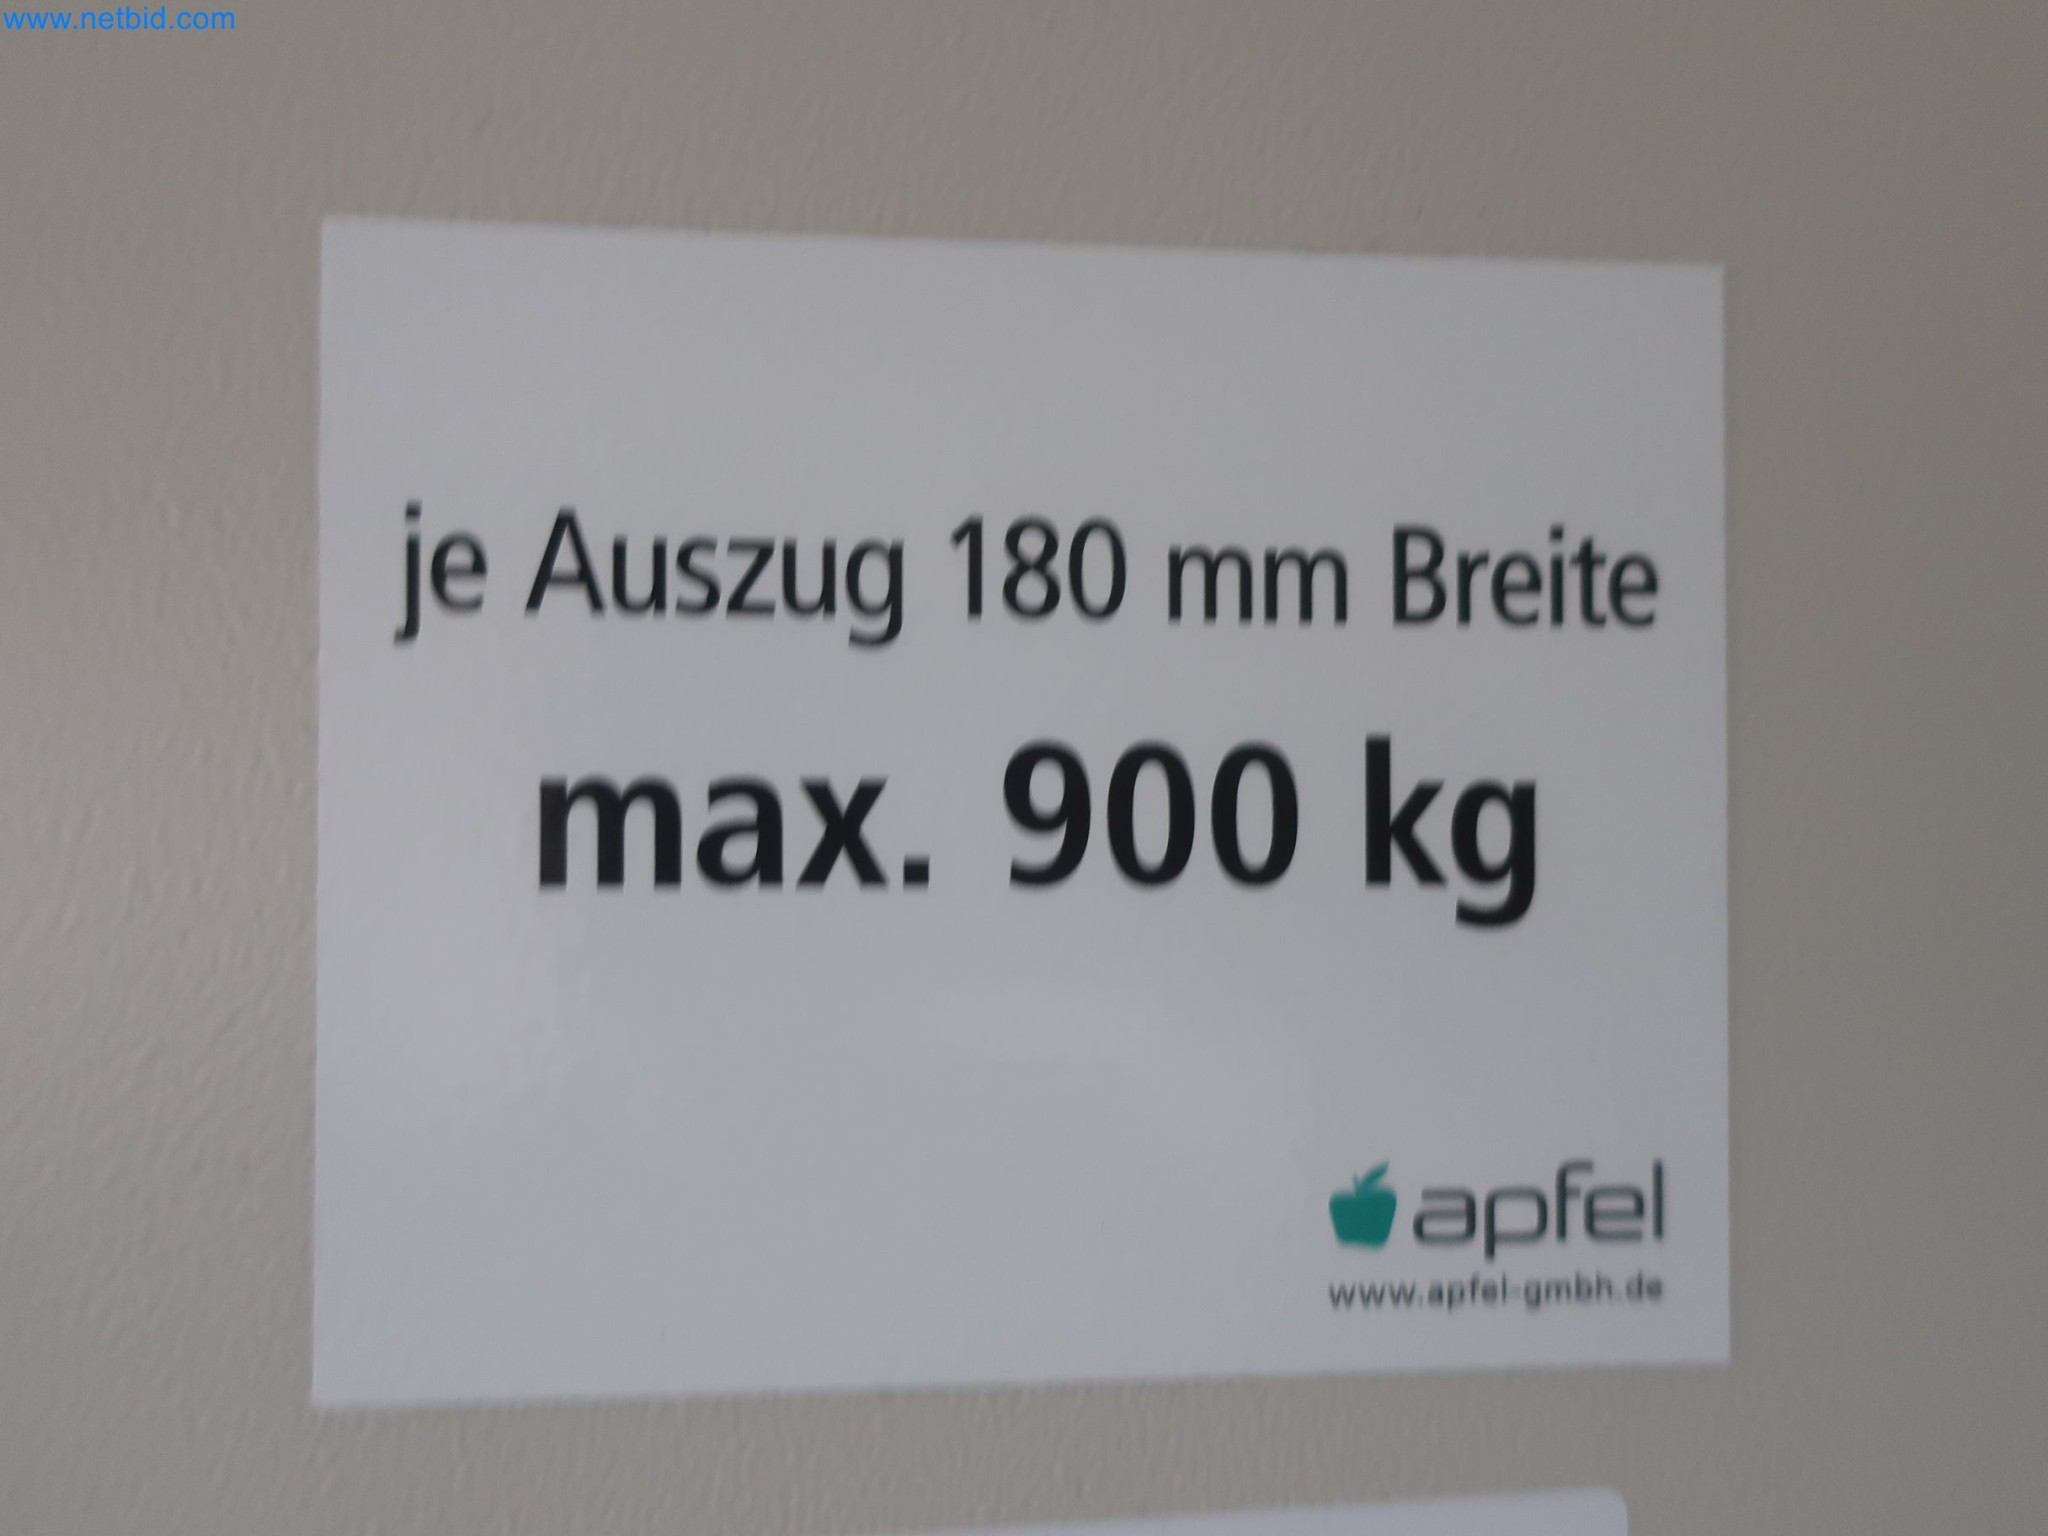 www.netbid.com
je Auszug 180 mm Breite
max. 900 kg
apfel
www.apfel-gmbh.de